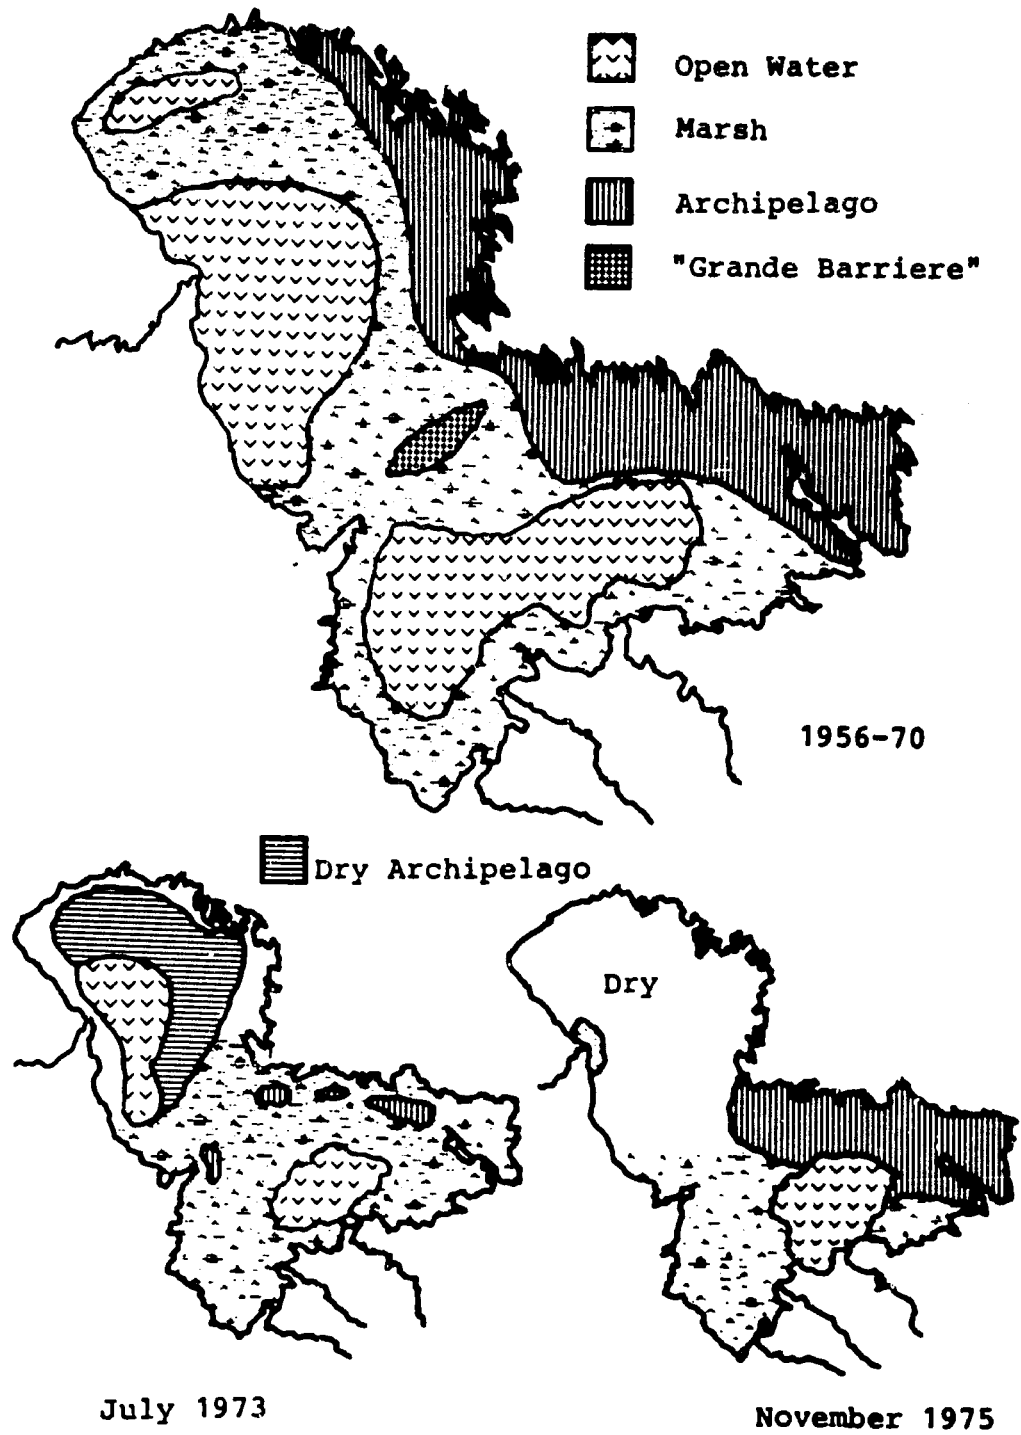 Open Water
Marsh
Archipelago
"Grande Barriere"
1956-70
Dry Archipelago
Dry
July 1973
November 1975